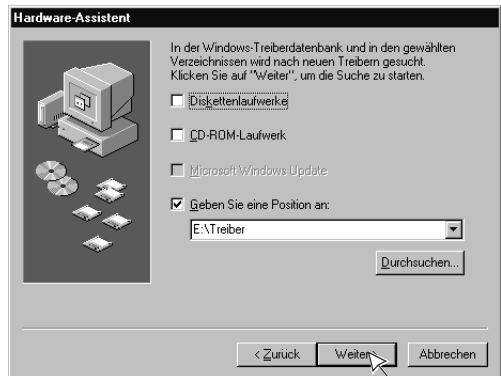 Hardware-Assistent
In der Windows-Treiberdatenbank und in den gewählten
Verzeichnissen wird nach neuen Treibern gesucht.
Klicken Sie auf "Weiter", um die Suche zu starten.
Diskettenlaufwerke
CD-ROM-Laufwerk
Microsoft Windows Update
Geben Sie eine Position an:
E:\Treiber
Durchsuchen...
< Zurück Weiter > Abbrechen